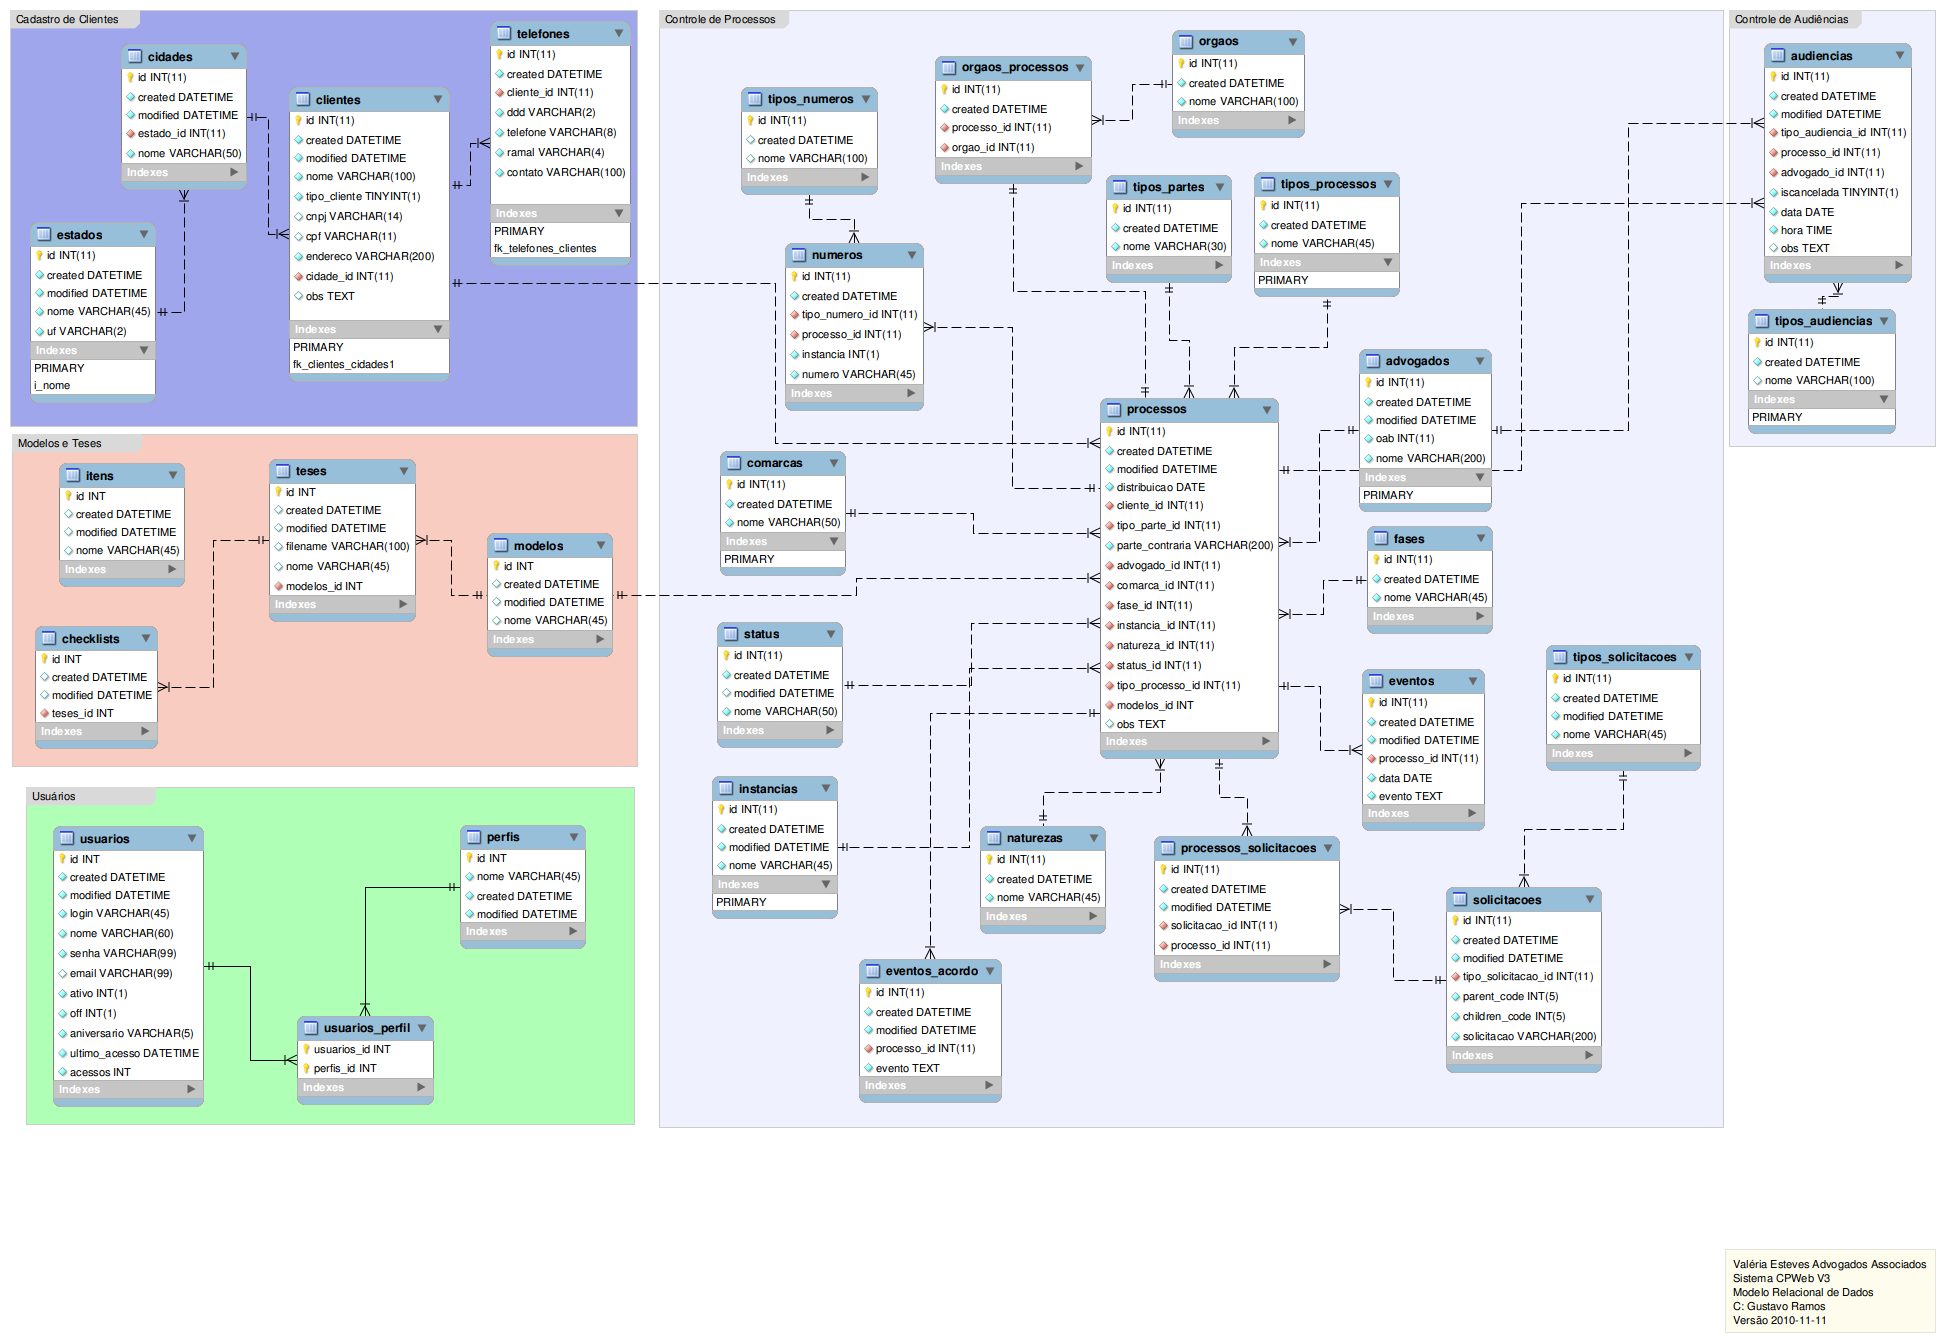 Cadastro de Clientes
cidades
id INT(11)
created DATETIME
modified DATETIME
estado_id INT(11)
nome VARCHAR(50)
Indexes
estados
id INT(11)
created DATETIME
modified DATETIME
nome VARCHAR(45)
uf VARCHAR(2)
Indexes
PRIMARY
i_nome
clientes
id INT(11)
created DATETIME
modified DATETIME
nome VARCHAR(100)
tipo_cliente TINYINT(1)
cnpj VARCHAR(14)
cpf VARCHAR(11)
endereco VARCHAR(200)
cidade_id INT(11)
obs TEXT
Indexes
PRIMARY
fk_clientes_cidades1
telefones
id INT(11)
created DATETIME
cliente_id INT(11)
ddd VARCHAR(2)
telefone VARCHAR(8)
ramal VARCHAR(4)
contato VARCHAR(100)
Indexes
PRIMARY
fk_telefones_clientes
Modelos e Teses
itens
id INT
created DATETIME
modified DATETIME
nome VARCHAR(45)
Indexes
teses
id INT
created DATETIME
modified DATETIME
filename VARCHAR(100)
nome VARCHAR(45)
modelos_id INT
Indexes
modelos
id INT
created DATETIME
modified DATETIME
nome VARCHAR(45)
Indexes
checklists
id INT
created DATETIME
modified DATETIME
teses_id INT
Indexes
Usuários
usuarios
id INT
created DATETIME
modified DATETIME
login VARCHAR(45)
nome VARCHAR(60)
senha VARCHAR(99)
email VARCHAR(99)
ativo INT(1)
off INT(1)
aniversario VARCHAR(5)
ultimo_acesso DATETIME
acessos INT
Indexes
perfis
id INT
nome VARCHAR(45)
created DATETIME
modified DATETIME
Indexes
usuarios_perfil
usuarios_id INT
perfis_id INT
Indexes
Controle de Processos
tipos_numeros
id INT(11)
created DATETIME
nome VARCHAR(100)
Indexes
orgaos_processos
id INT(11)
created DATETIME
processo_id INT(11)
orgao_id INT(11)
Indexes
orgaos
id INT(11)
created DATETIME
nome VARCHAR(100)
Indexes
tipos_partes
id INT(11)
created DATETIME
nome VARCHAR(30)
Indexes
tipos_processos
id INT(11)
created DATETIME
nome VARCHAR(45)
Indexes
PRIMARY
numeros
id INT(11)
created DATETIME
tipo_numero_id INT(11)
processo_id INT(11)
instancia INT(1)
numero VARCHAR(45)
Indexes
processos
id INT(11)
created DATETIME
modified DATETIME
distribuicao DATE
cliente_id INT(11)
tipo_parte_id INT(11)
parte_contraria VARCHAR(200)
advogado_id INT(11)
comarca_id INT(11)
fase_id INT(11)
instancia_id INT(11)
natureza_id INT(11)
status_id INT(11)
tipo_processo_id INT(11)
modelos_id INT
obs TEXT
Indexes
advogados
id INT(11)
created DATETIME
modified DATETIME
oab INT(11)
nome VARCHAR(200)
Indexes
PRIMARY
comarcas
id INT(11)
created DATETIME
nome VARCHAR(50)
Indexes
PRIMARY
fases
id INT(11)
created DATETIME
nome VARCHAR(45)
Indexes
status
id INT(11)
created DATETIME
modified DATETIME
nome VARCHAR(50)
Indexes
eventos
id INT(11)
created DATETIME
modified DATETIME
processo_id INT(11)
data DATE
evento TEXT
Indexes
tipos_solicitacoes
id INT(11)
created DATETIME
modified DATETIME
nome VARCHAR(45)
Indexes
instancias
id INT(11)
created DATETIME
modified DATETIME
nome VARCHAR(45)
Indexes
PRIMARY
naturezas
id INT(11)
created DATETIME
nome VARCHAR(45)
Indexes
processos_solicitacoes
id INT(11)
created DATETIME
modified DATETIME
solicitacao_id INT(11)
processo_id INT(11)
Indexes
solicitacoes
id INT(11)
created DATETIME
modified DATETIME
tipo_solicitacao_id INT(11)
parent_code INT(5)
children_code INT(5)
solicitacao VARCHAR(200)
Indexes
eventos_acordo
id INT(11)
created DATETIME
modified DATETIME
processo_id INT(11)
evento TEXT
Indexes
Controle de Audiências
audiencias
id INT(11)
created DATETIME
modified DATETIME
tipo_audiencia_id INT(11)
processo_id INT(11)
advogado_id INT(11)
iscancelada TINYINT(1)
data DATE
hora TIME
obs TEXT
Indexes
tipos_audiencias
id INT(11)
created DATETIME
nome VARCHAR(100)
Indexes
PRIMARY
Valéria Esteves Advogados Associados
Sistema CPWeb V3
Modelo Relacional de Dados
C: Gustavo Ramos
Versão 2010-11-11